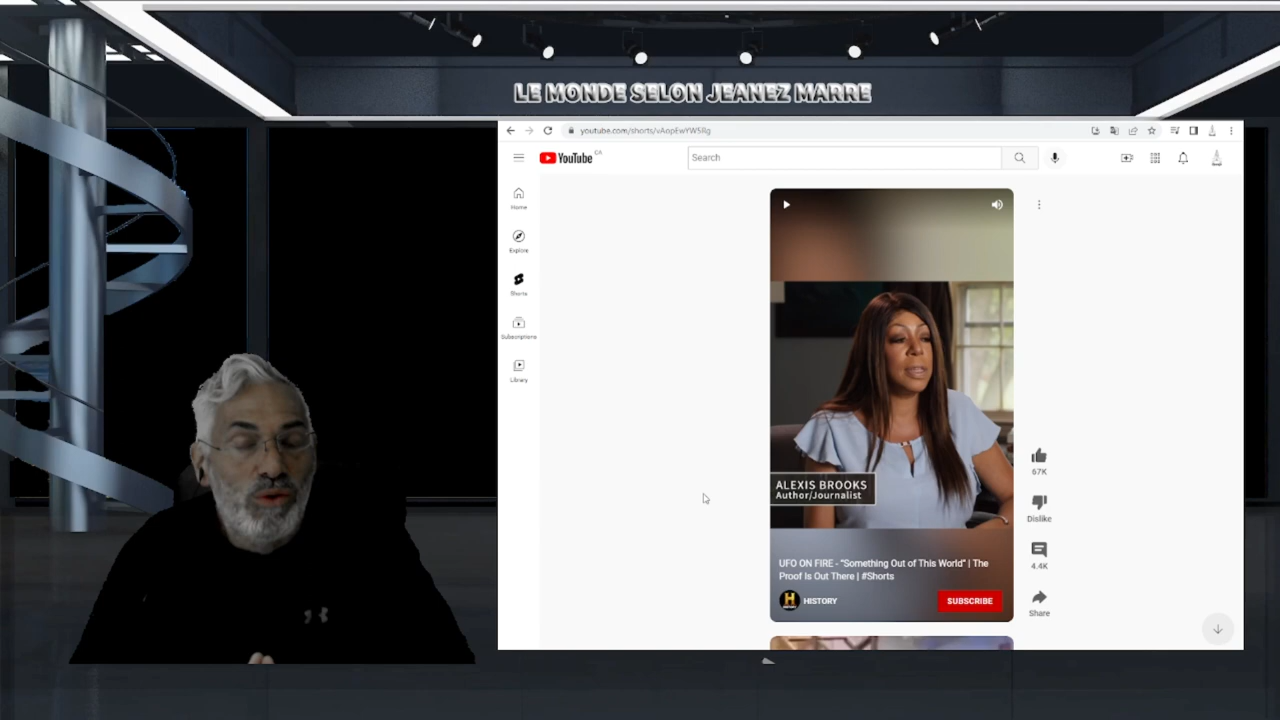 LE MONDE SELON JEANEZ MARRE
youtube.com/shorts/vAopEwYW5Rg
YouTube CA
Search
Home
Explore
Shorts
Subscriptions
Library
ALEXIS BROOKS
Author/Journalist
67K
Dislike
4.4K
Share
UFO ON FIRE - "Something Out of This World" | The
Proof Is Out There | #Shorts
H HISTORY
SUBSCRIBE